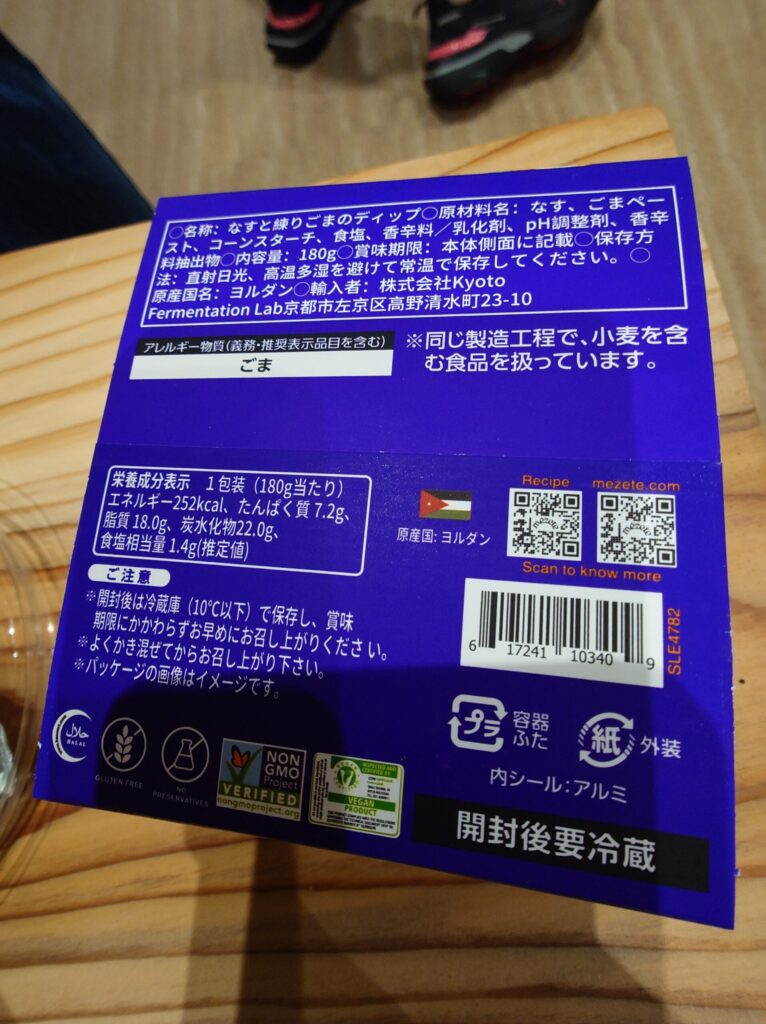 ○名称：なすと練りごまのディップ○原材料名：なす、ごまペー
スト、コーンスターチ、食塩、香辛料／乳化剤、pH調整剤、香辛
料抽出物○内容量：180g○賞味期限：本体側面に記載○保存方
法：直射日光、高温多湿を避けて常温で保存してください。○
原産国名：ヨルダン○輸入者：株式会社Kyoto
Fermentation Lab京都市左京区高野清水町23-10
アレルギー物質(義務・推奨表示品目を含む)
ごま
※同じ製造工程で、小麦を含
む食品を扱っています。
栄養成分表示 1包装（180g当たり）
エネルギー252kcal、たんぱく質 7.2g、
脂質 18.0g、炭水化物22.0g、
食塩相当量 1.4g(推定値)
原産国: ヨルダン
Recipe mezete.com
Scan to know more
ご注意
※開封後は冷蔵庫（10℃以下）で保存し、賞味
期限にかかわらずお早めにお召し上がりください。
※よくかき混ぜてからお召し上がり下さい。
※パッケージの画像はイメージです。
6 17241 10340 9
SLE4782
プラ 容器
ふた
紙 外装
内シール：アルミ
حلال
HALAL
GLUTEN FREE
NO
PRESERVATIVES
NON
GMO
Project
VERIFIED
nongmoproject.org
INSPECTED AND
CERTIFIED BY
VEGAN
PRODUCT
開封後要冷蔵